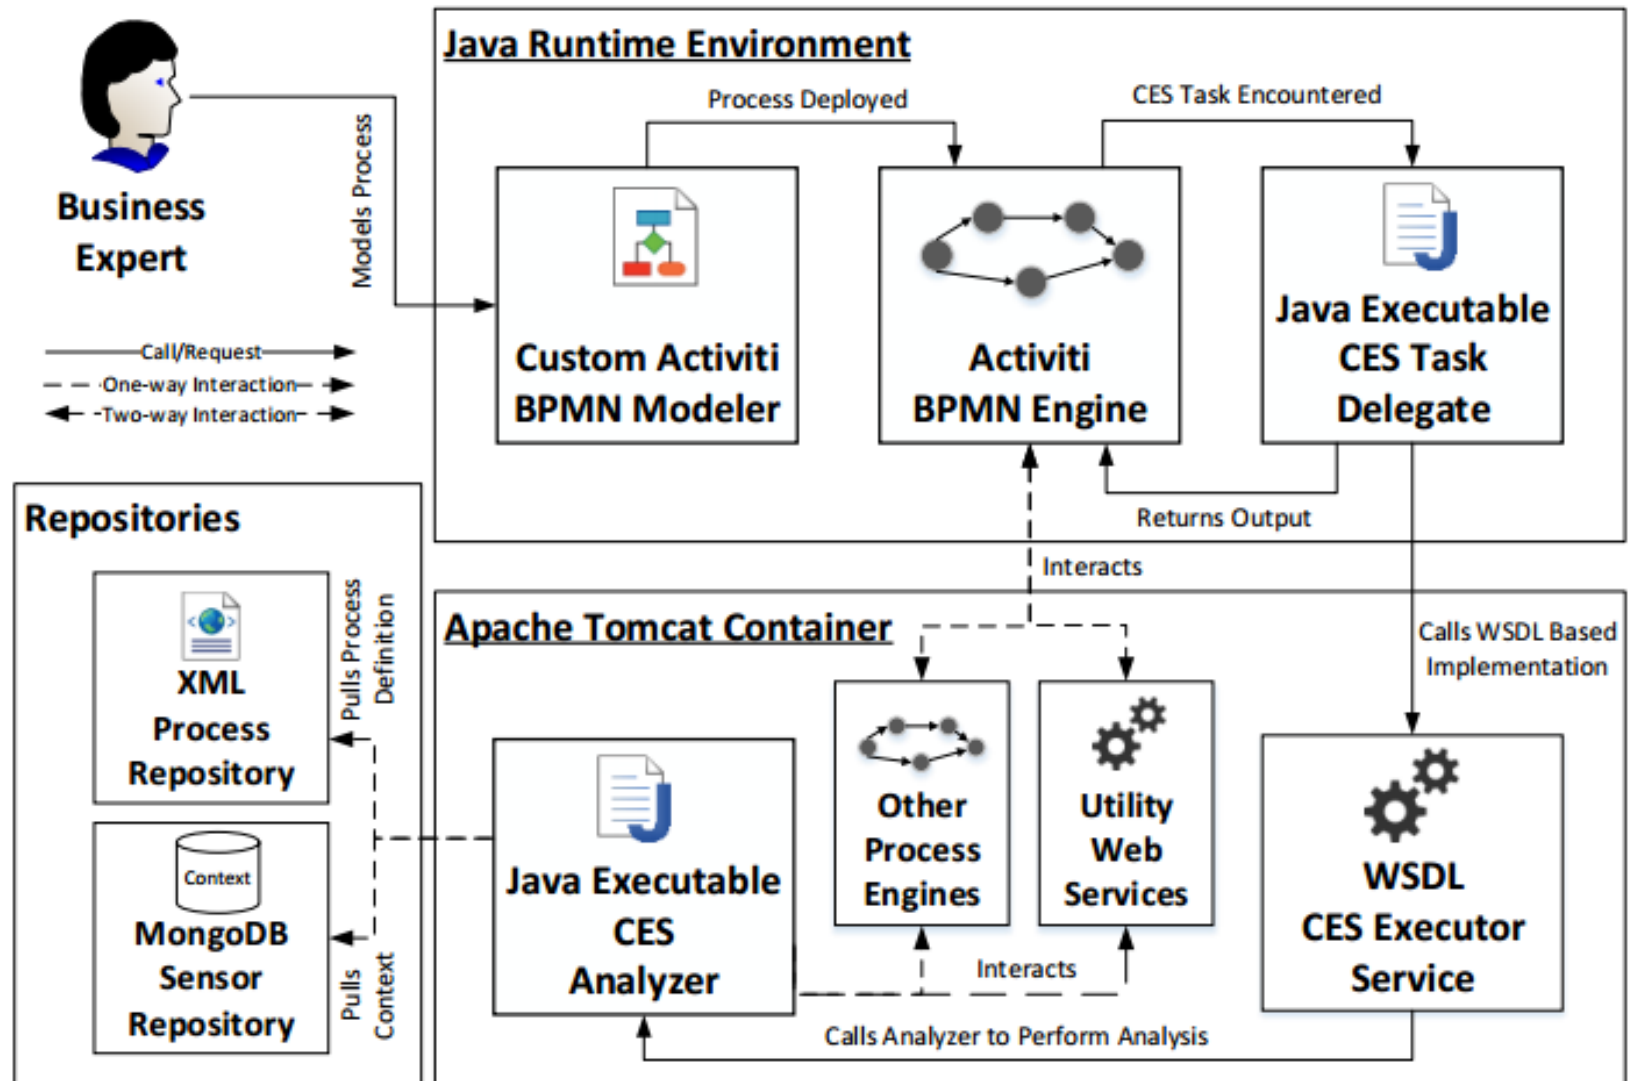 Java Runtime Environment
Process Deployed
CES Task Encountered
Models Process
Business
Expert
Custom Activiti
BPMN Modeler
Activiti
BPMN Engine
Java Executable
CES Task
Delegate
Call/Request
One-way Interaction
Two-way Interaction
Returns Output
Interacts
Repositories
XML
Process
Repository
Pulls Process
Definition
Context
MongoDB
Sensor
Repository
Pulls
Context
Apache Tomcat Container
Calls WSDL Based
Implementation
Java Executable
CES
Analyzer
Other
Process
Engines
Utility
Web
Services
WSDL
CES Executor
Service
Interacts
Calls Analyzer to Perform Analysis